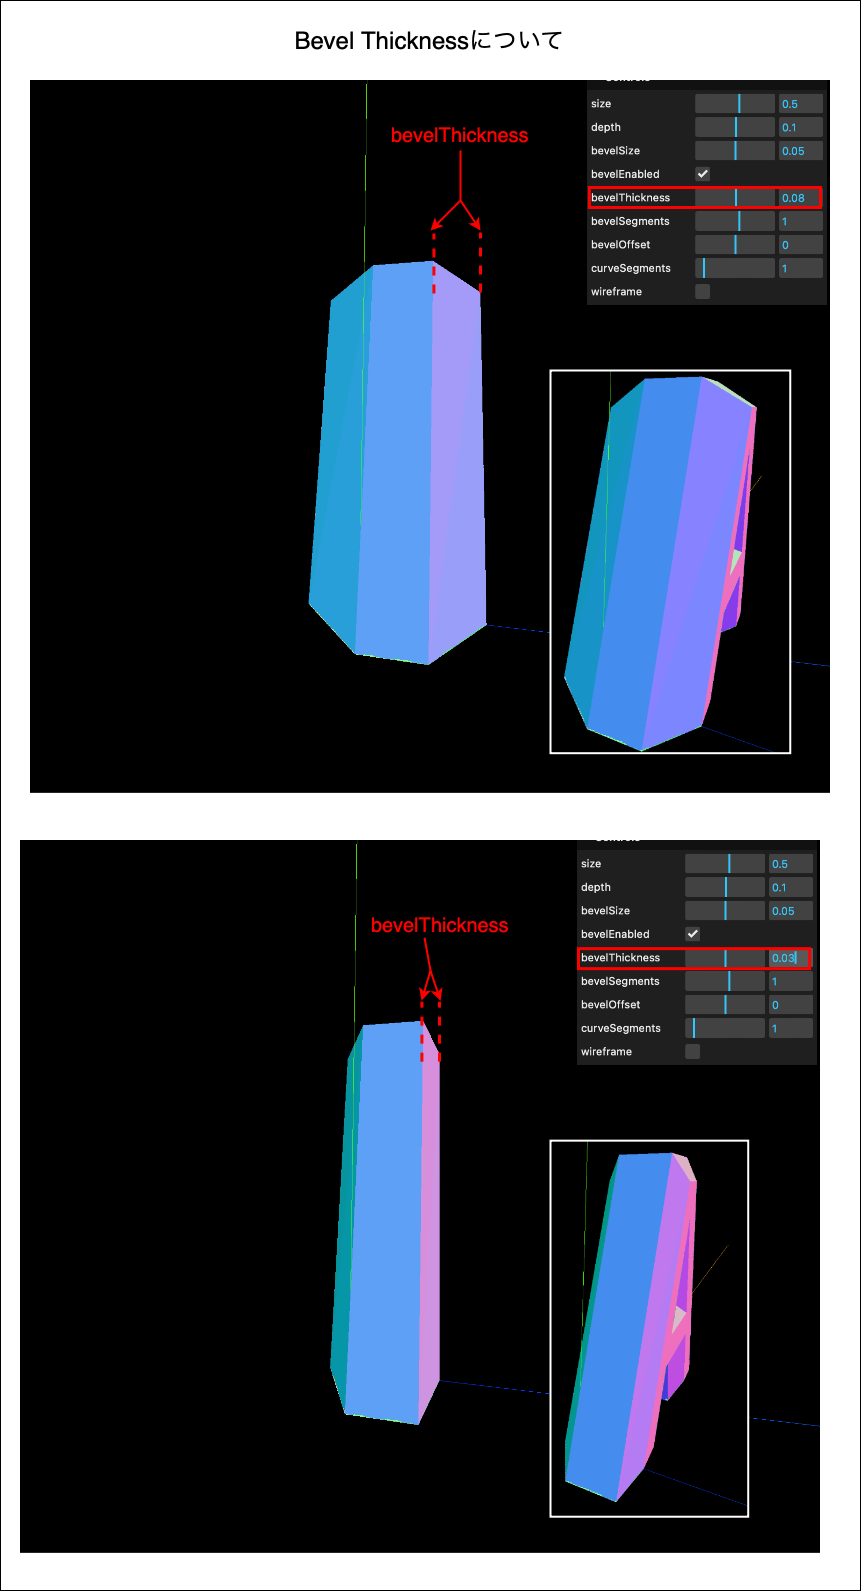 Bevel Thicknessについて
bevelThickness
size 0.5
depth 0.1
bevelSize 0.05
bevelEnabled
bevelThickness 0.08
bevelSegments 1
bevelOffset 0
curveSegments 1
wireframe
bevelThickness
size 0.5
depth 0.1
bevelSize 0.05
bevelEnabled
bevelThickness 0.03
bevelSegments 1
bevelOffset 0
curveSegments 1
wireframe